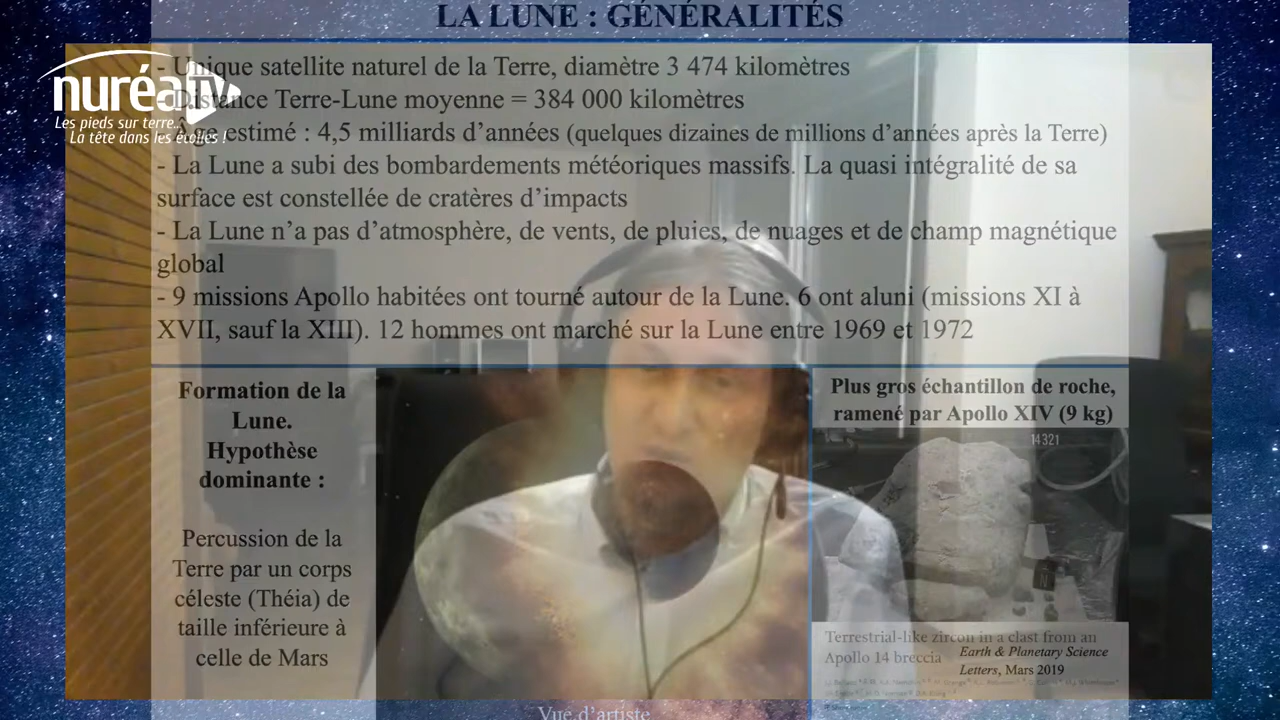 LA LUNE : GÉNÉRALITÉS
- Unique satellite naturel de la Terre, diamètre 3 474 kilomètres
nuréa TV
- Distance Terre-Lune moyenne = 384 000 kilomètres
Les pieds sur terre...
La tête dans les étoiles !
- Âge estimé : 4,5 milliards d’années (quelques dizaines de millions d’années après la Terre)
- La Lune a subi des bombardements météoriques massifs. La quasi intégralité de sa
surface est constellée de cratères d’impacts
- La Lune n’a pas d’atmosphère, de vents, de pluies, de nuages et de champ magnétique
global
- 9 missions Apollo habitées ont tourné autour de la Lune. 6 ont aluni (missions XI à
XVII, sauf la XIII). 12 hommes ont marché sur la Lune entre 1969 et 1972
Formation de la
Lune.
Hypothèse
dominante :
Percussion de la
Terre par un corps
céleste (Théia) de
taille inférieure à
celle de Mars
Vue d’artiste
Plus gros échantillon de roche,
ramené par Apollo XIV (9 kg)
14321
N
Terrestrial-like zircon in a clast from an
Apollo 14 breccia
Earth & Planetary Science
Letters, Mars 2019